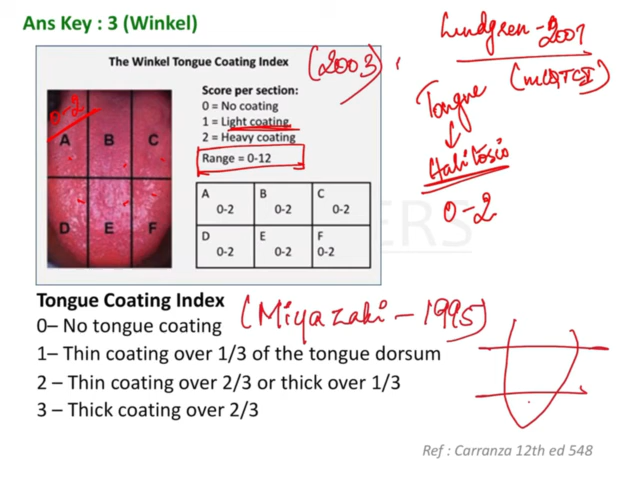 Ans Key : 3 (Winkel)
Lundgren - 2007
The Winkel Tongue Coating Index
(2003)
Score per section:
0 = No coating
1 = Light coating
2 = Heavy coating
Range = 0-12
0-2
A B C
D E F
A B C
0-2 0-2 0-2
D E F
0-2 0-2 0-2
Tongue
Halitosis
0-2
ERS
Tongue Coating Index
(Miyazaki - 1995)
0– No tongue coating
1– Thin coating over 1/3 of the tongue dorsum
2 – Thin coating over 2/3 or thick over 1/3
3 - Thick coating over 2/3
Ref : Carranza 12th ed 548